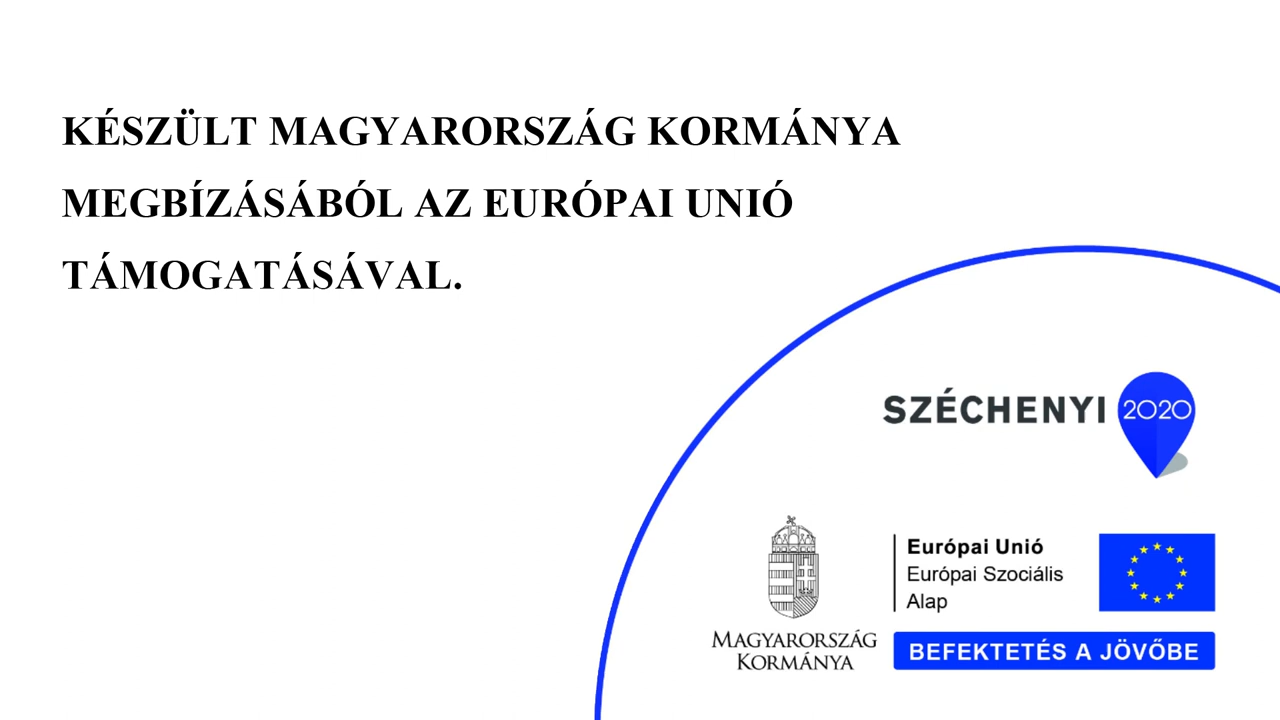 KÉSZÜLT MAGYARORSZÁG KORMÁNYA
MEGBÍZÁSÁBÓL AZ EURÓPAI UNIÓ
TÁMOGATÁSÁVAL.
SZÉCHENYI 2020
Európai Unió
Európai Szociális
Alap
MAGYARORSZÁG
KORMÁNYA
BEFEKTETÉS A JÖVŐBE